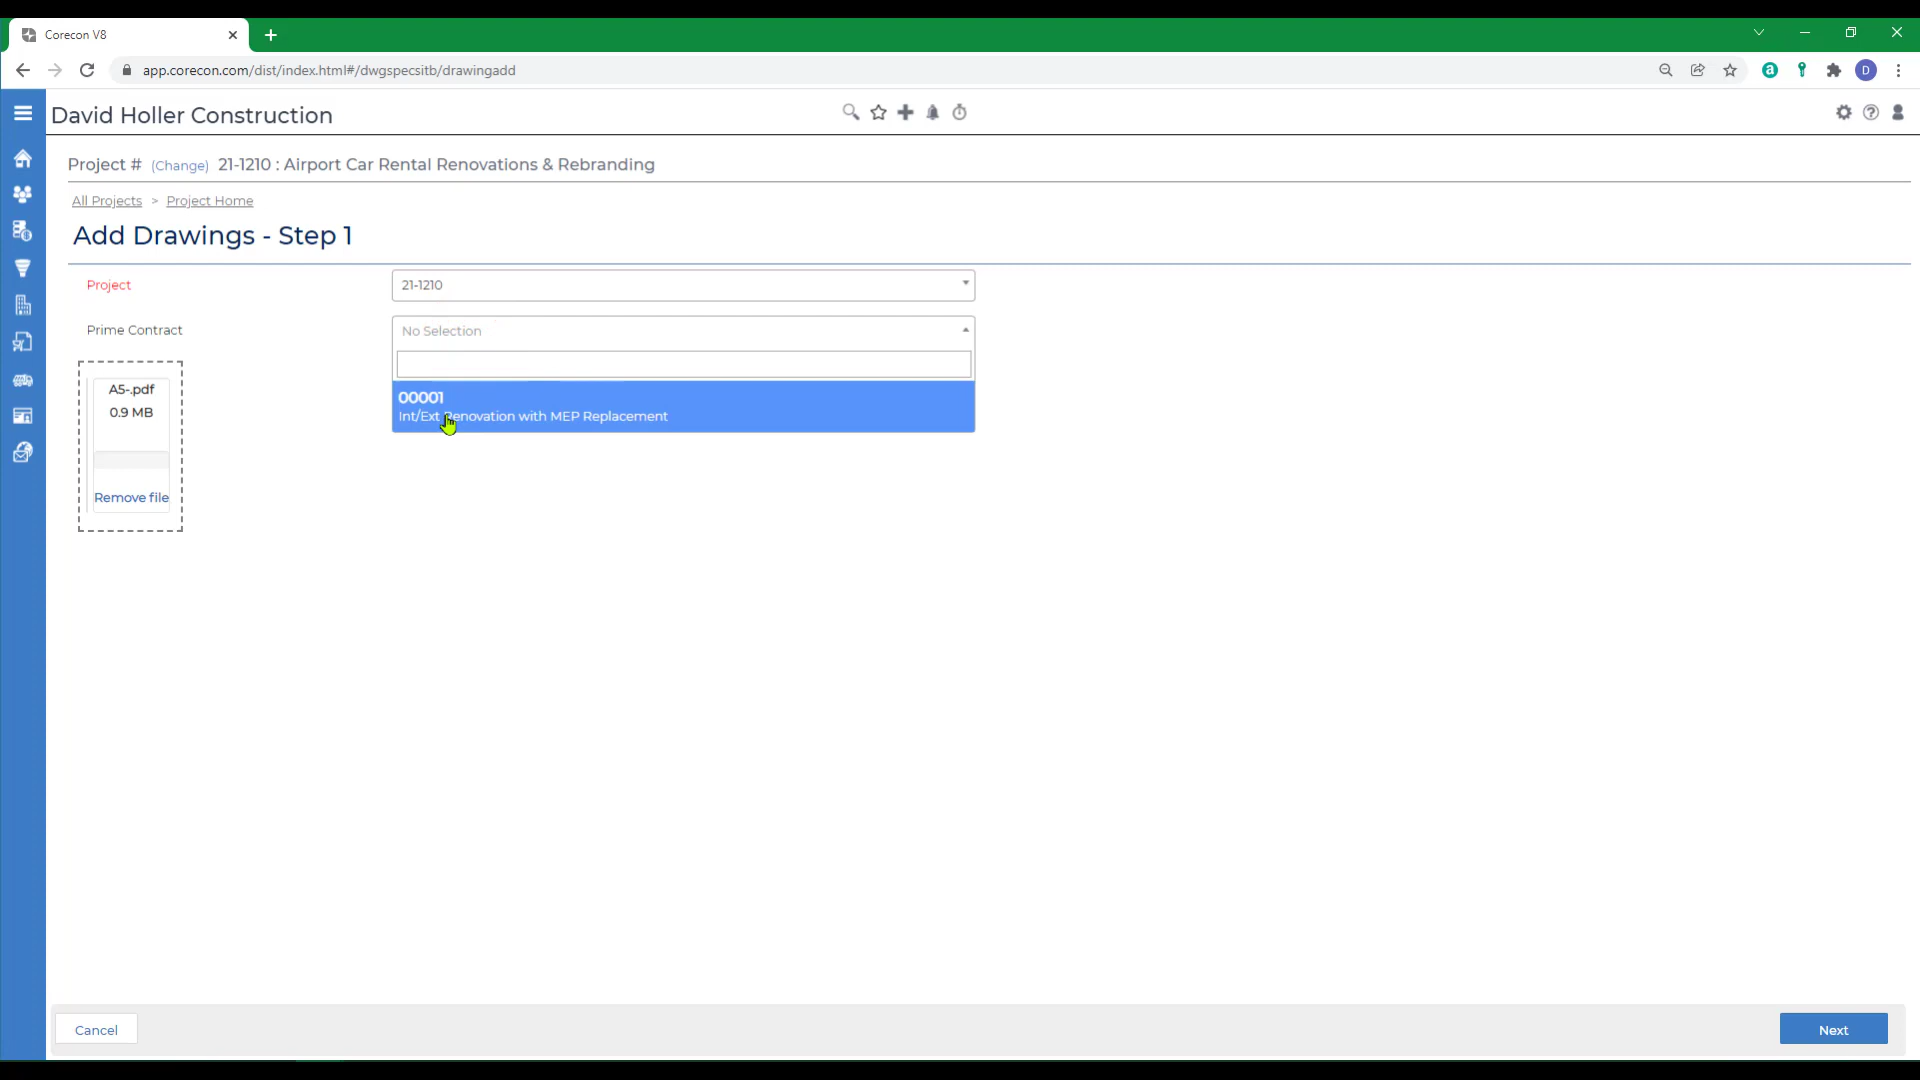 Corecon V8
app.corecon.com/dist/index.html#/dwgspecsitb/drawingadd
a
D
David Holler Construction
Project # (Change) 21-1210 : Airport Car Rental Renovations & Rebranding
All Projects > Project Home
Add Drawings - Step 1
Project
21-1210
Prime Contract
No Selection
00001
Int/Ext Renovation with MEP Replacement
A5-.pdf
0.9 MB
Remove file
Cancel
Next